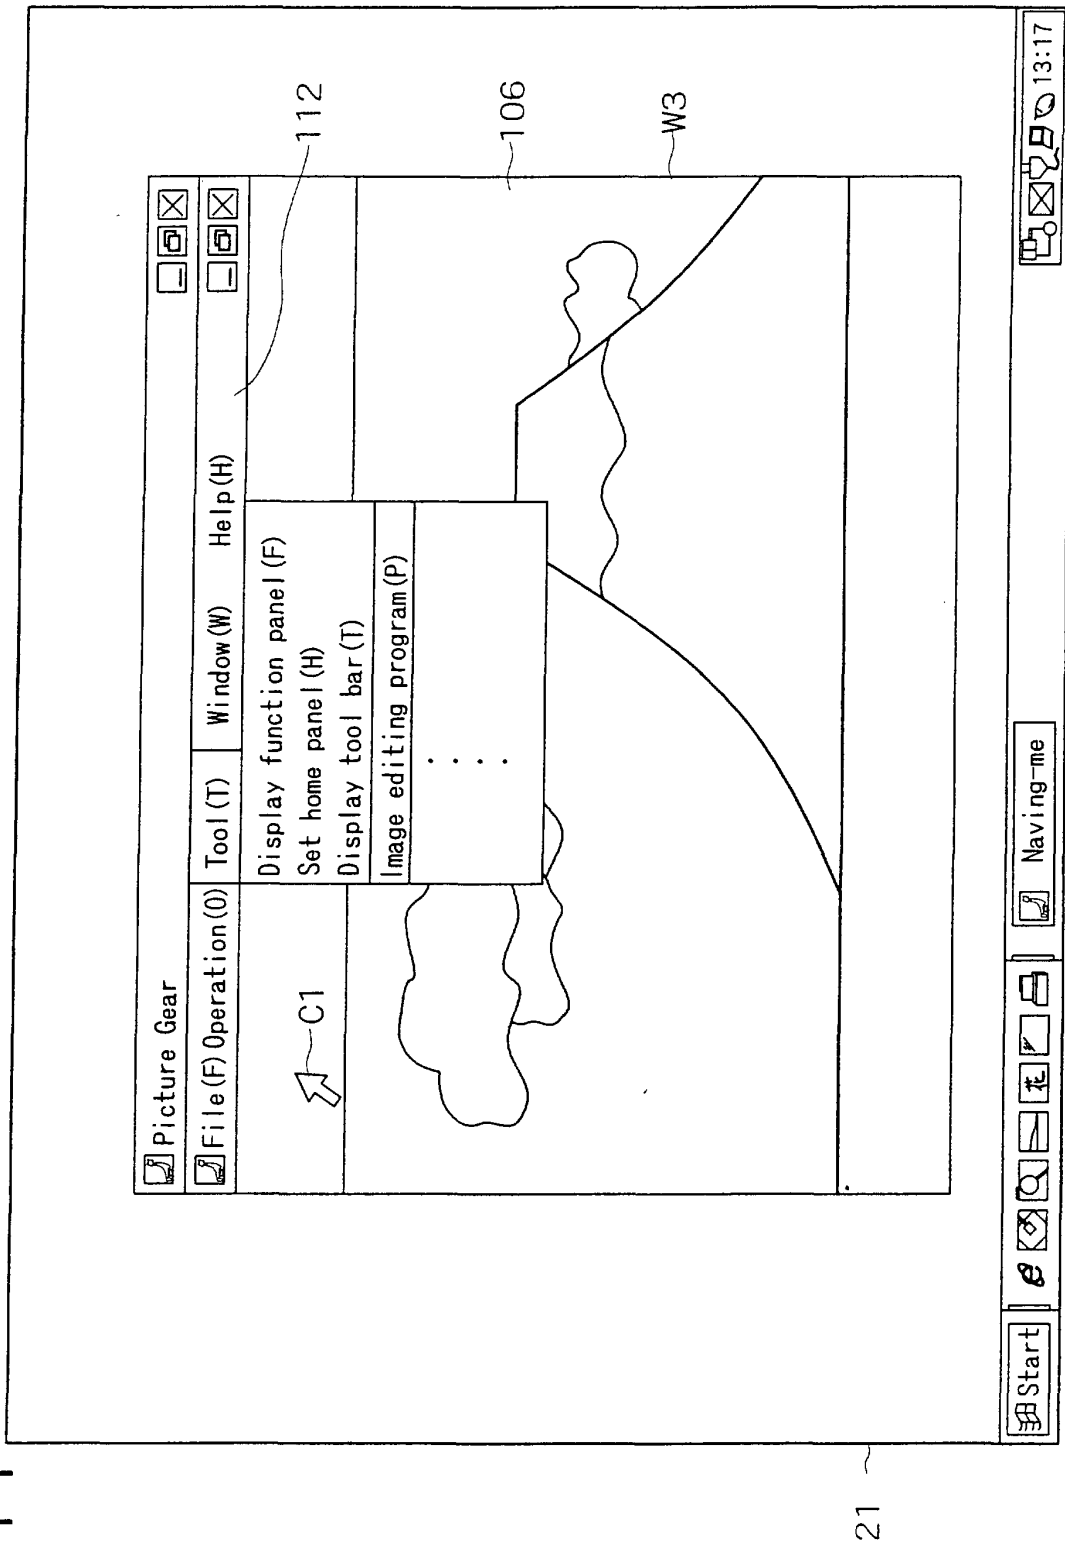 Picture Gear
File(F) Operation(O) Tool(T) Window(W) Help(H)
112
Display function panel(F)
Set home panel(H)
Display tool bar(T)
Image editing program(P)
....
C1
106
W3
21
Start
花
Naving-me
13:17